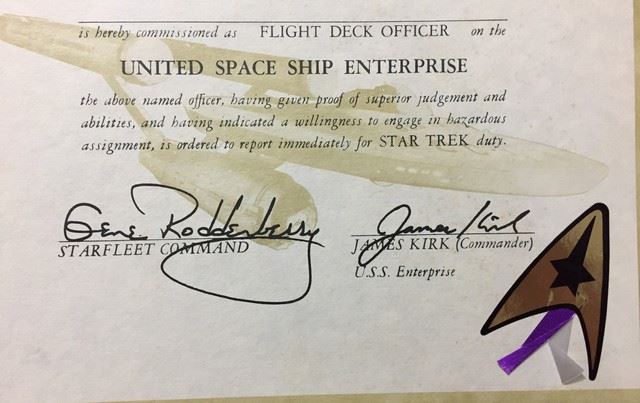 is hereby commissioned as FLIGHT DECK OFFICER on the
UNITED SPACE SHIP ENTERPRISE
the above named officer, having given proof of superior judgement and
abilities, and having indicated a willingness to engage in hazardous
assignment, is ordered to report immediately for STAR TREK duty.
Gene Roddenberry
STARFLEET COMMAND
James Kirk
JAMES KIRK (Commander)
U.S.S. Enterprise